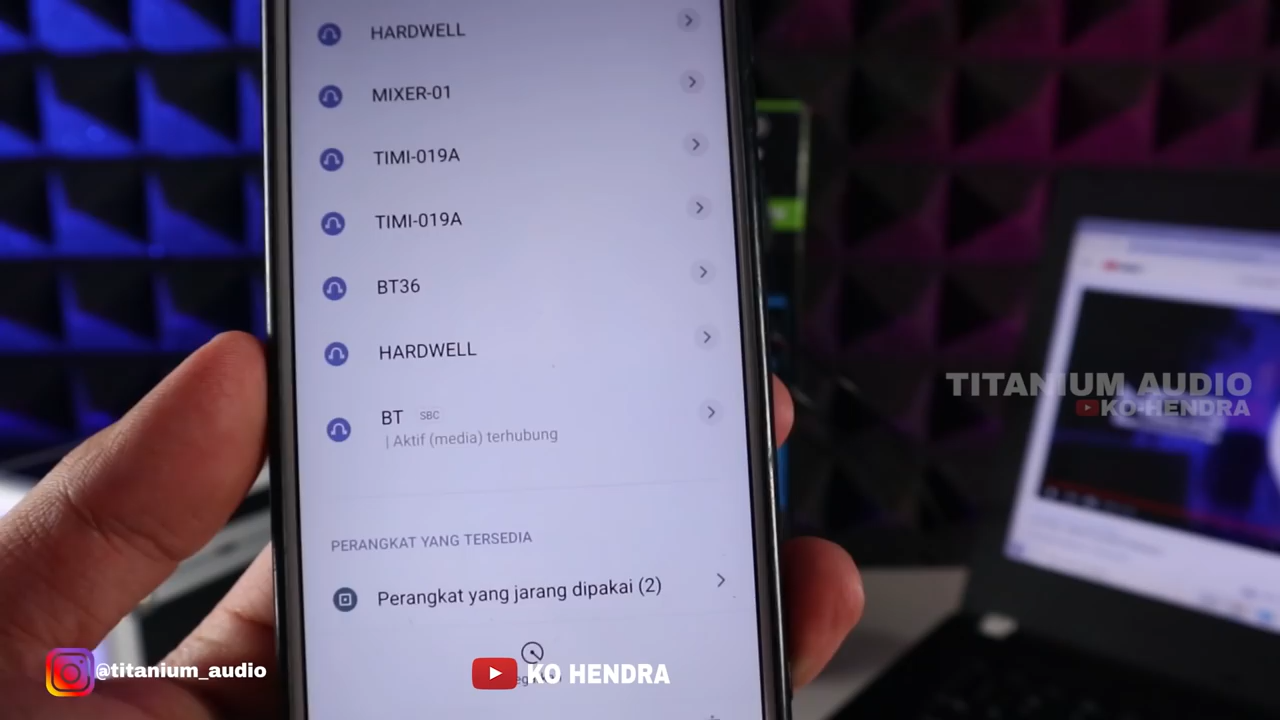 HARDWELL
MIXER-01
TIMI-019A
TIMI-019A
BT36
HARDWELL
BT SBC
| Aktif (media) terhubung
PERANGKAT YANG TERSEDIA
Perangkat yang jarang dipakai (2)
TITANIUM AUDIO
KO-HENDRA
@titanium_audio
KO HENDRA